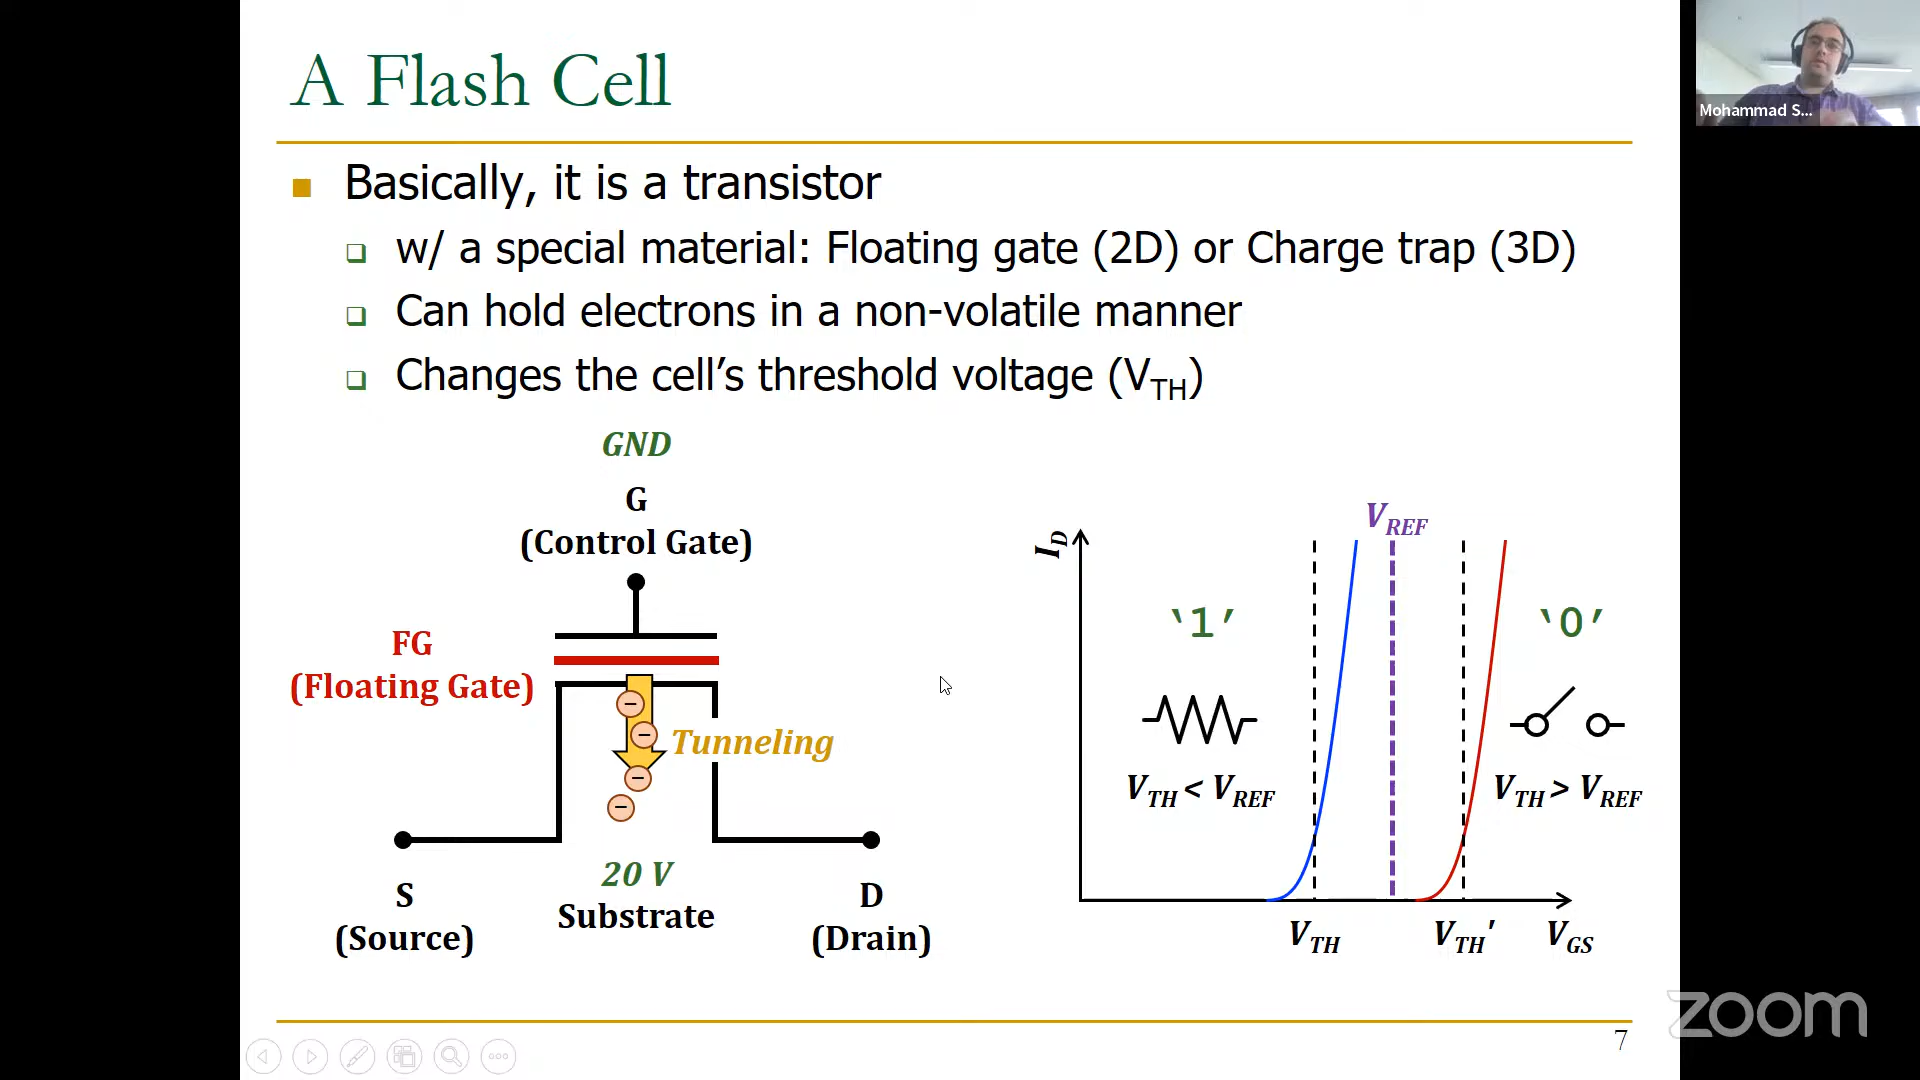 A Flash Cell
Mohammad S...
Basically, it is a transistor
w/ a special material: Floating gate (2D) or Charge trap (3D)
Can hold electrons in a non-volatile manner
Changes the cell’s threshold voltage (VTH)
GND
G
(Control Gate)
FG
(Floating Gate)
Tunneling
20 V
Substrate
S
(Source)
D
(Drain)
ID
VREF
‘1’
‘0’
VTH < VREF
VTH > VREF
VTH
VTH'
VGS
7
zoom